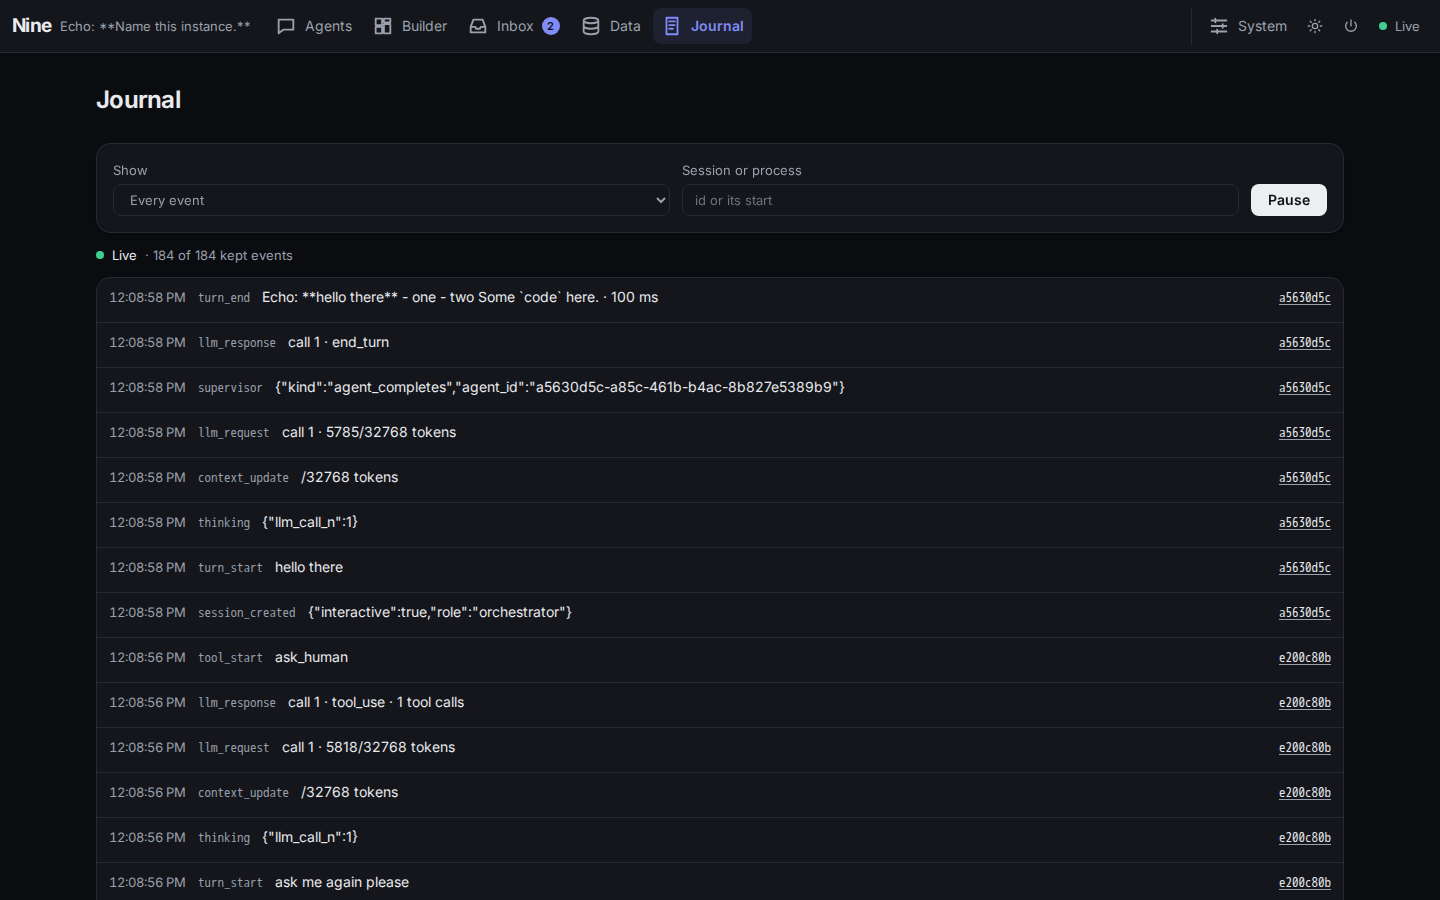 Nine Echo: **Name this instance.** Agents Builder Inbox 2 Data Journal System Live
Journal
Show
Every event
Session or process
id or its start
Pause
Live · 184 of 184 kept events
12:08:58 PM turn_end Echo: **hello there** - one - two Some `code` here. · 100 ms a5630d5c
12:08:58 PM llm_response call 1 · end_turn a5630d5c
12:08:58 PM supervisor {"kind":"agent_completes","agent_id":"a5630d5c-a85c-461b-b4ac-8b827e5389b9"} a5630d5c
12:08:58 PM llm_request call 1 · 5785/32768 tokens a5630d5c
12:08:58 PM context_update /32768 tokens a5630d5c
12:08:58 PM thinking {"llm_call_n":1} a5630d5c
12:08:58 PM turn_start hello there a5630d5c
12:08:58 PM session_created {"interactive":true,"role":"orchestrator"} a5630d5c
12:08:56 PM tool_start ask_human e200c80b
12:08:56 PM llm_response call 1 · tool_use · 1 tool calls e200c80b
12:08:56 PM llm_request call 1 · 5818/32768 tokens e200c80b
12:08:56 PM context_update /32768 tokens e200c80b
12:08:56 PM thinking {"llm_call_n":1} e200c80b
12:08:56 PM turn_start ask me again please e200c80b